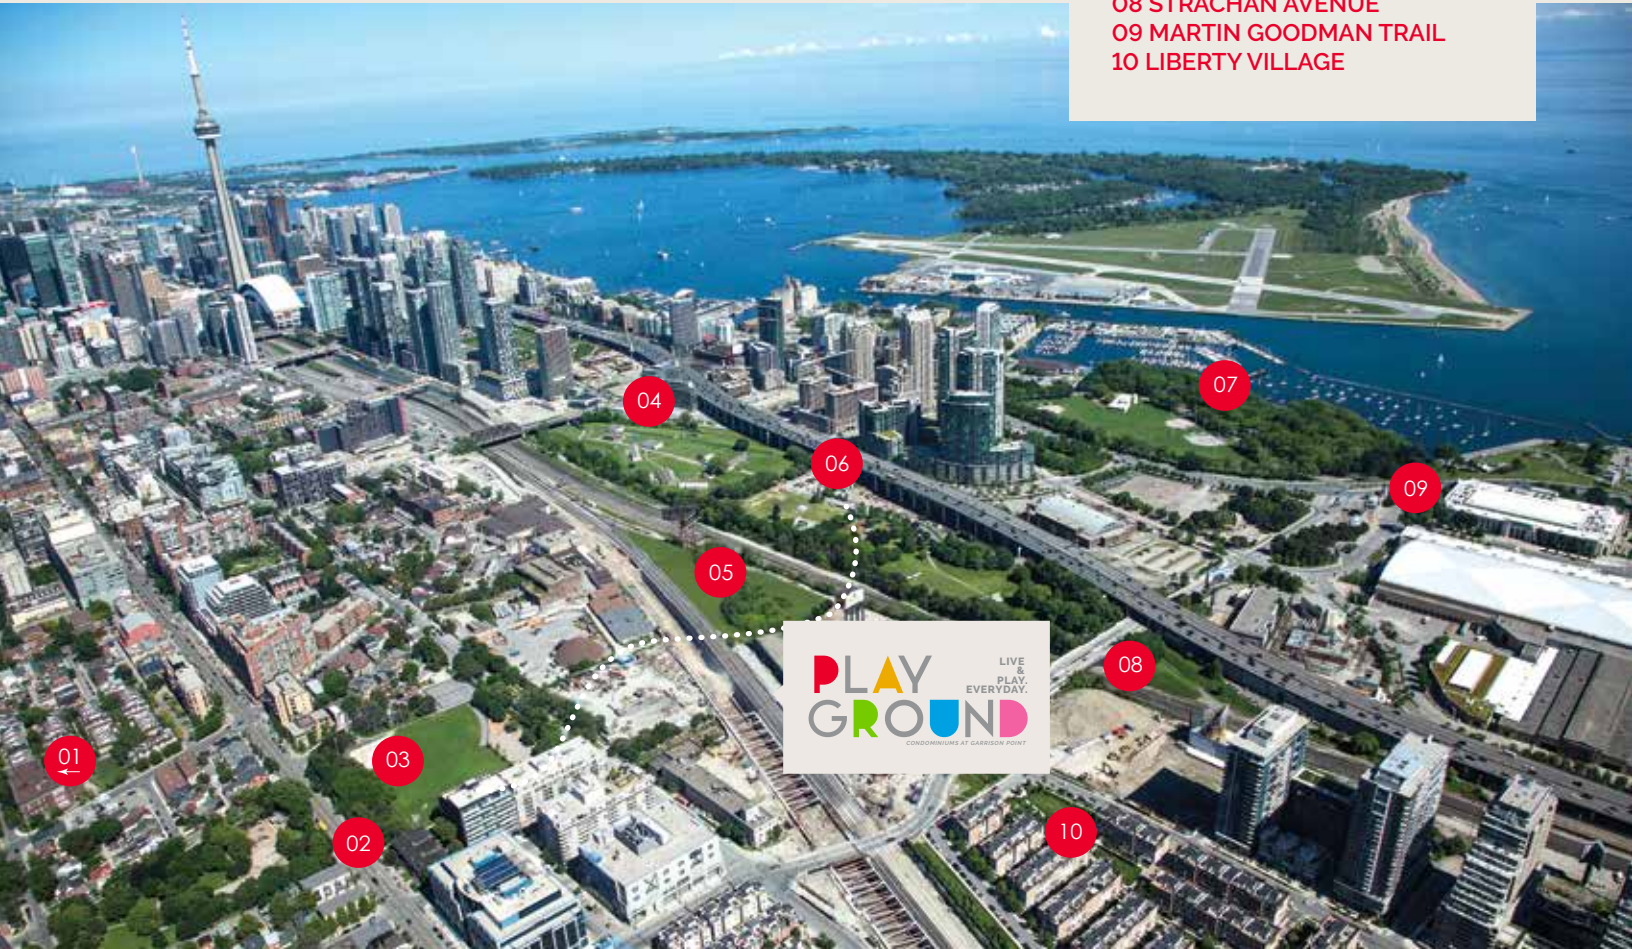 08 STRACHAN AVENUE
09 MARTIN GOODMAN TRAIL
10 LIBERTY VILLAGE
04
07
06
09
05
08
PLAY
GROUND
LIVE
&
PLAY.
EVERYDAY.
CONDOMINIUMS AT GARRISON POINT
01
03
02
10